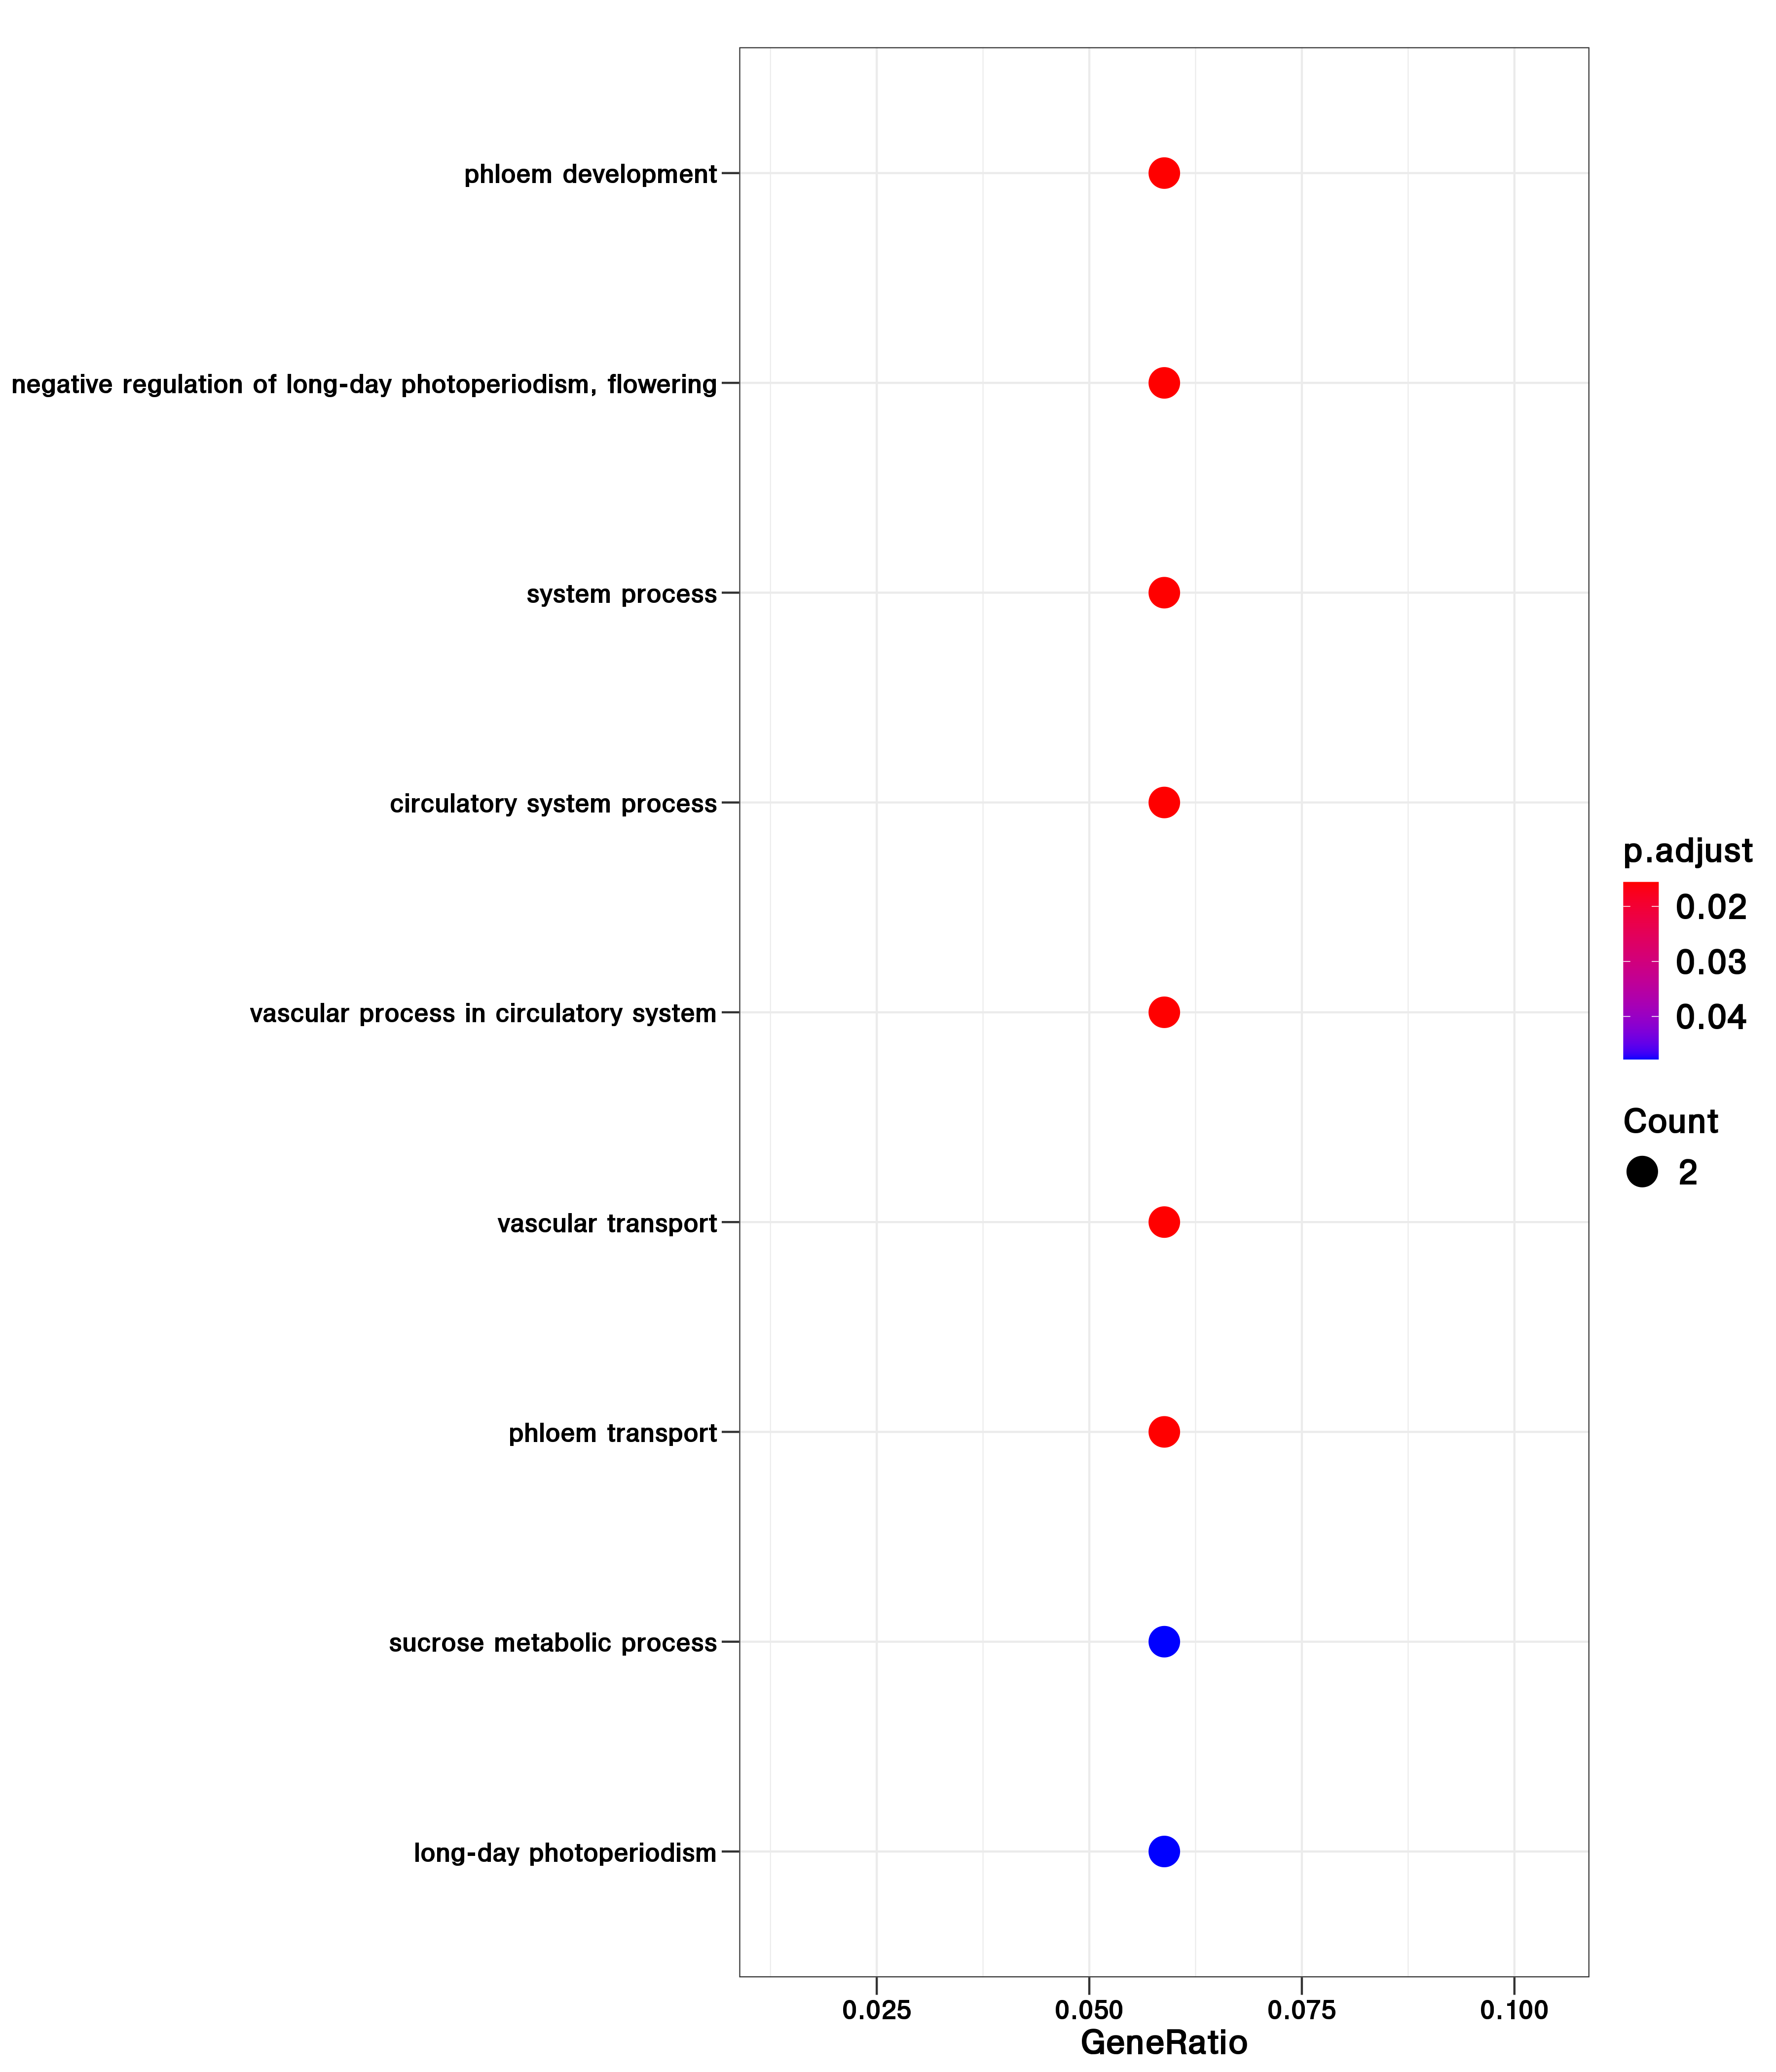 phloem development
negative regulation of long-day photoperiodism, flowering
system process
circulatory system process
vascular process in circulatory system
vascular transport
phloem transport
sucrose metabolic process
long-day photoperiodism
0.025 0.050 0.075 0.100
GeneRatio
p.adjust
0.02
0.03
0.04
Count
2